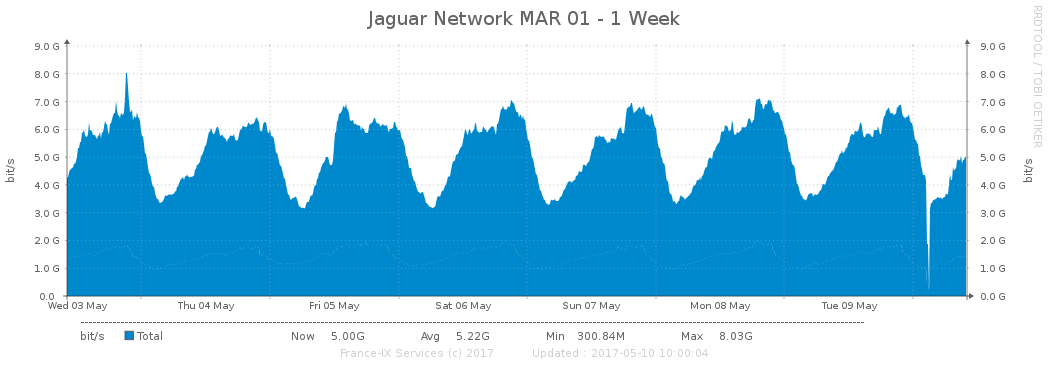 Jaguar Network MAR 01 - 1 Week
RRDTOOL / TOBI OETIKER
9.0 G 9.0 G
8.0 G 8.0 G
7.0 G 7.0 G
6.0 G 6.0 G
5.0 G 5.0 G
4.0 G 4.0 G
3.0 G 3.0 G
2.0 G 2.0 G
1.0 G 1.0 G
0.0 0.0 G
bit/s bit/s
Wed 03 May Thu 04 May Fri 05 May Sat 06 May Sun 07 May Mon 08 May Tue 09 May
bit/s Total Now 5.00G Avg 5.22G Min 300.84M Max 8.03G
France-IX Services (c) 2017 Updated : 2017-05-10 10:00:04